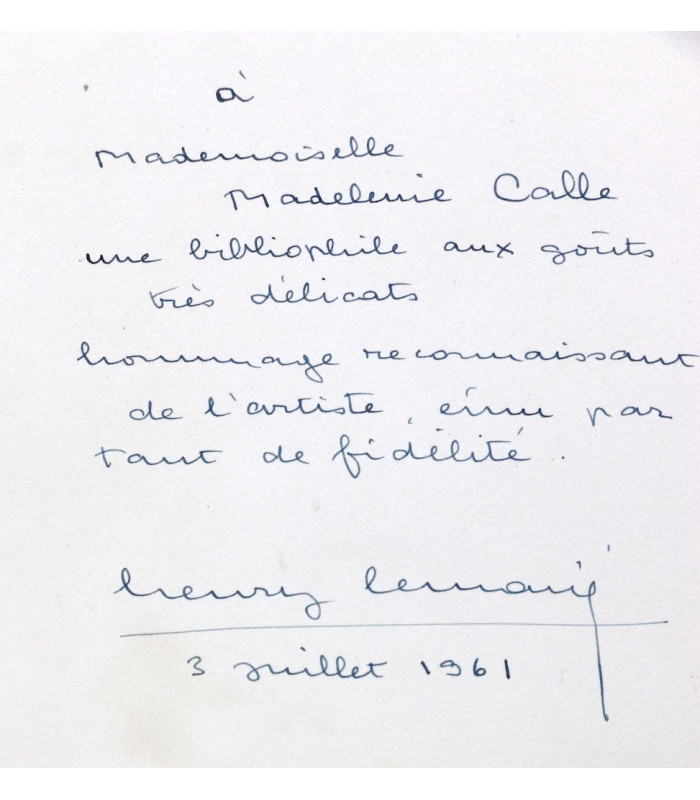 à
Mademoiselle
Madeleine Calle
une bibliophile aux goûts
très délicats
hommage reconnaissant
de l'artiste, ému par
tant de fidélité.
henry lemarié
3 Juillet 1961